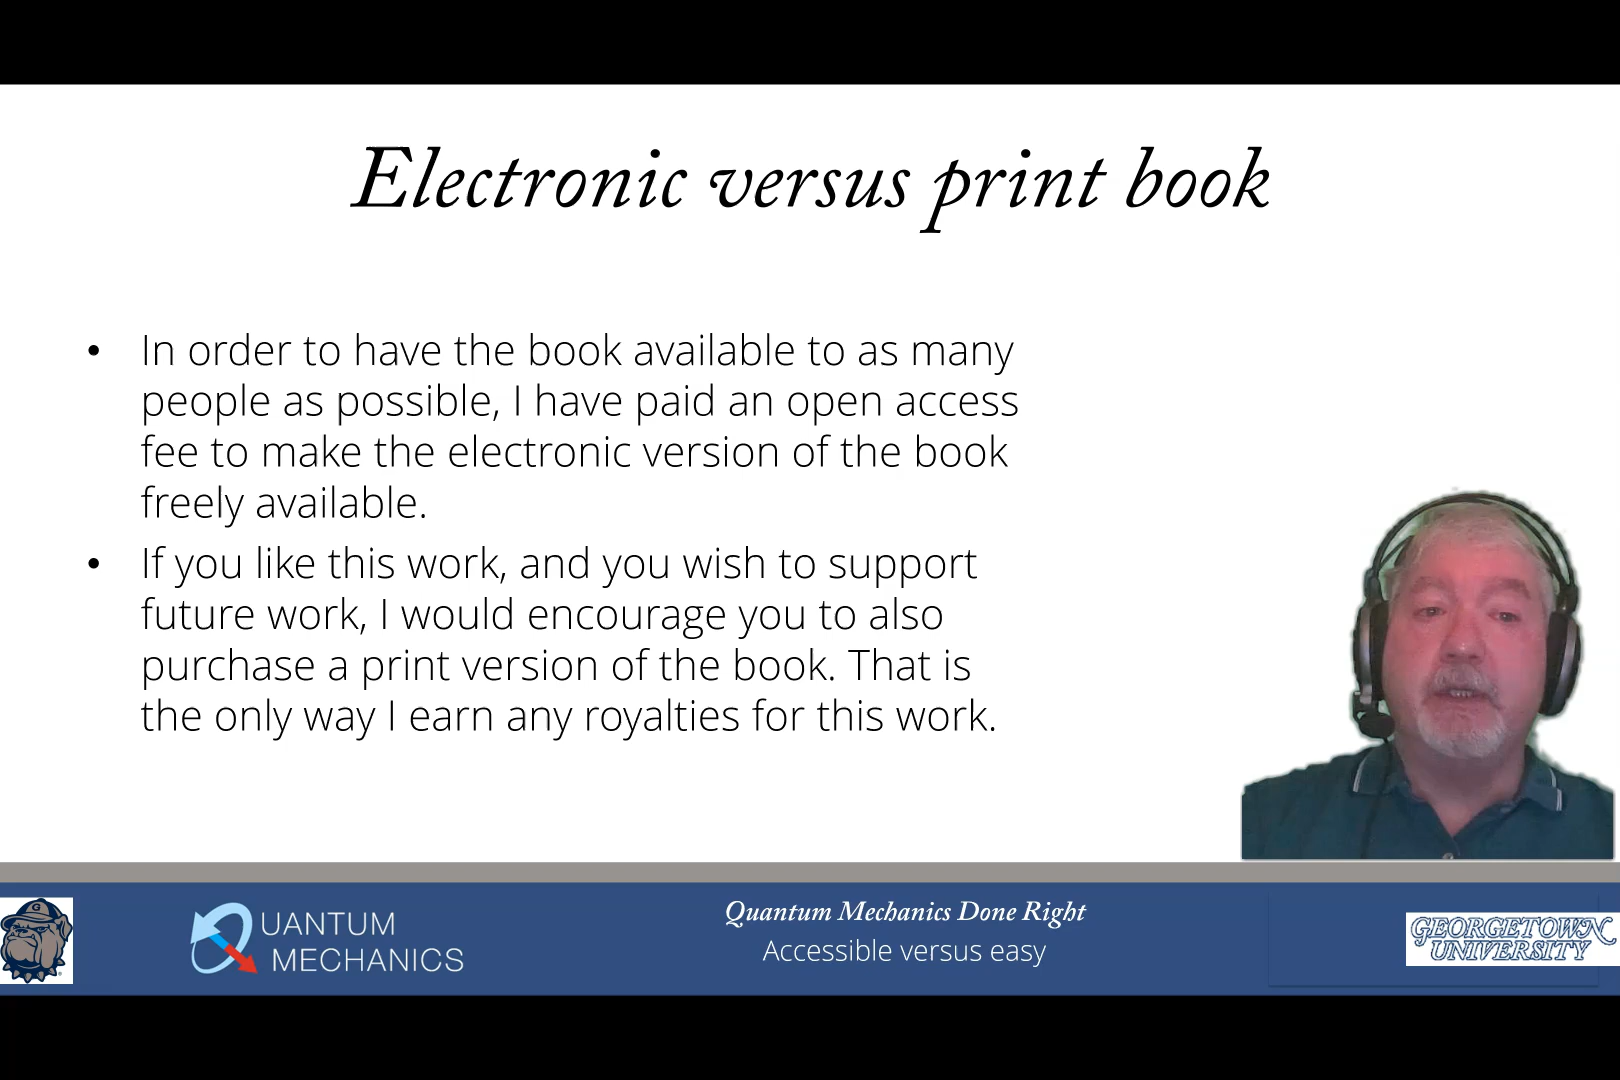 Electronic versus print book
• In order to have the book available to as many
people as possible, I have paid an open access
fee to make the electronic version of the book
freely available.
• If you like this work, and you wish to support
future work, I would encourage you to also
purchase a print version of the book. That is
the only way I earn any royalties for this work.
G
QUANTUM
MECHANICS
Quantum Mechanics Done Right
Accessible versus easy
GEORGETOWN
UNIVERSITY